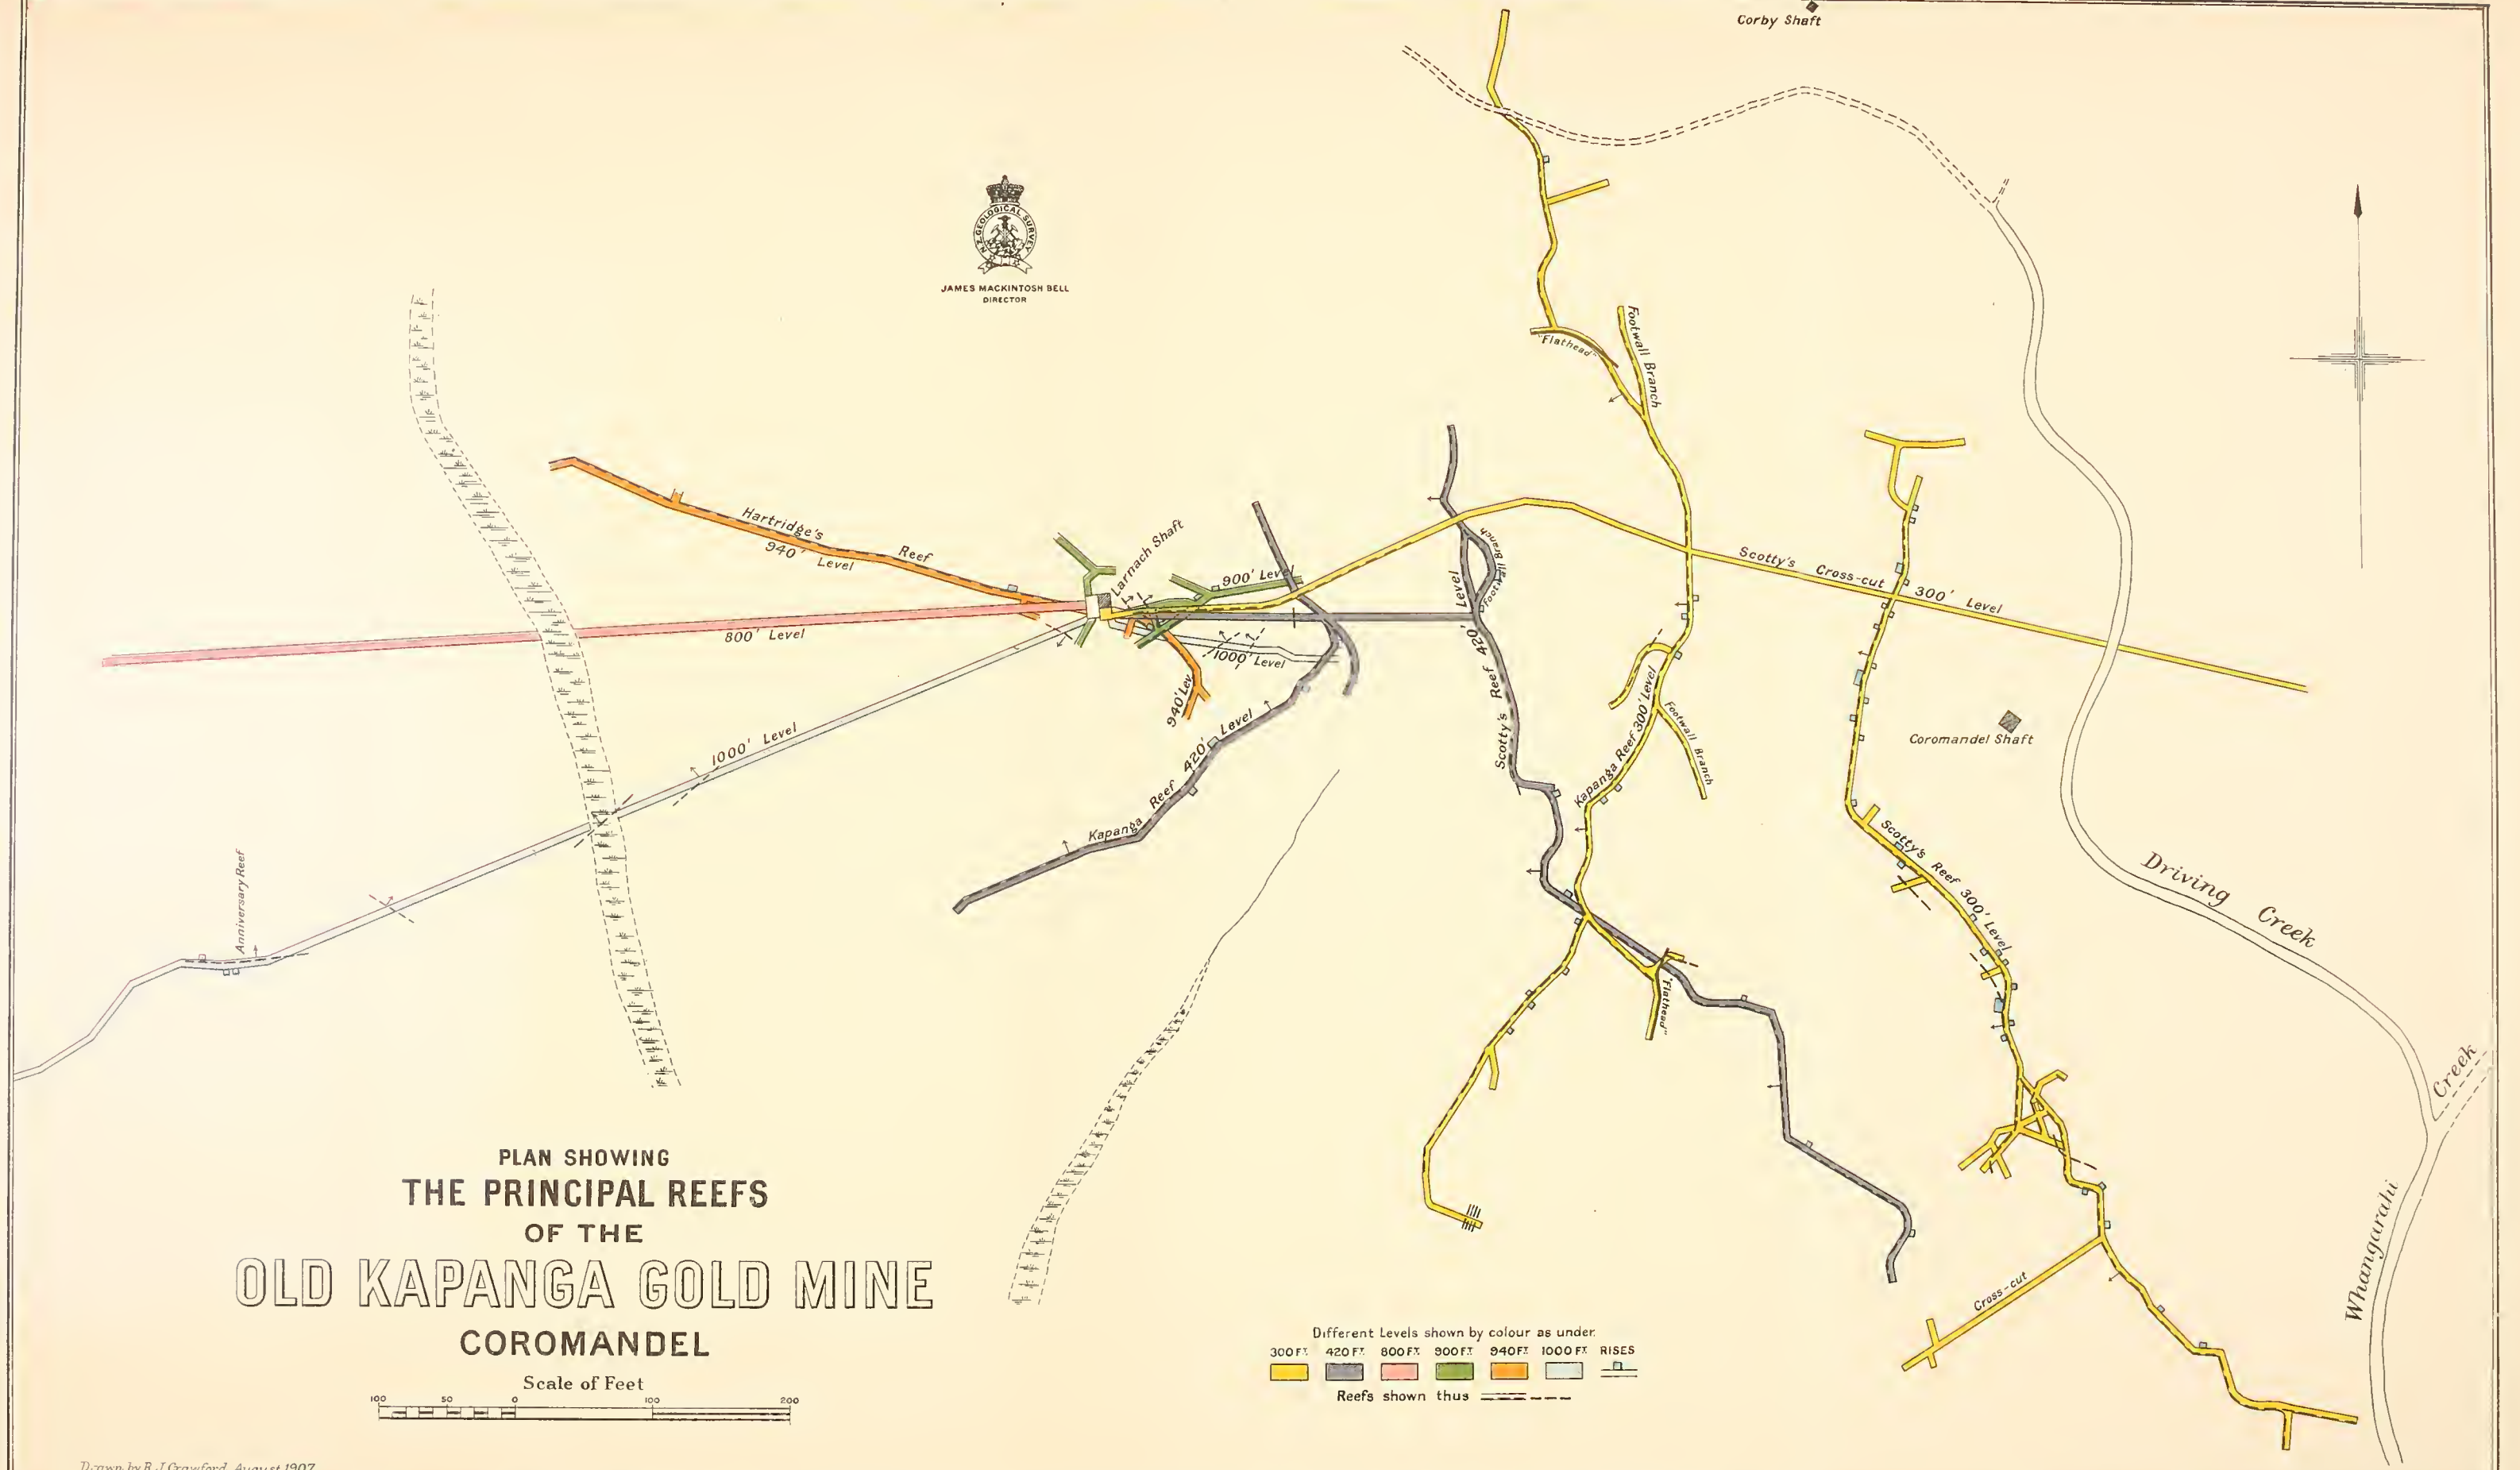 Corby Shaft
N.Z. GEOLOGICAL SURVEY
JAMES MACKINTOSH BELL
DIRECTOR
"Flathead"
Footwall Branch
Hartridge's Reef
940' Level
Larnach Shaft
900' Level
Level
Footwall Branch
Scotty's Cross-cut 300' Level
800' Level
1000' Level
940' Lev.
Scotty's Reef 420'
Kapanga Reef 300' Level
Footwall Branch
Coromandel Shaft
1000' Level
Kapanga Reef 420' Level
Anniversary Reef
Scotty's Reef 300' Level
Driving Creek
"Flathead"
Creek
Whangarahi
Cross-cut
PLAN SHOWING
THE PRINCIPAL REEFS
OF THE
OLD KAPANGA GOLD MINE
COROMANDEL
Scale of Feet
100 50 0 100 200
Different Levels shown by colour as under.
300 FT. 420 FT. 800 FT. 900 FT. 940 FT. 1000 FT. RISES
Reefs shown thus
Drawn by R.J. Crawford, August 1907